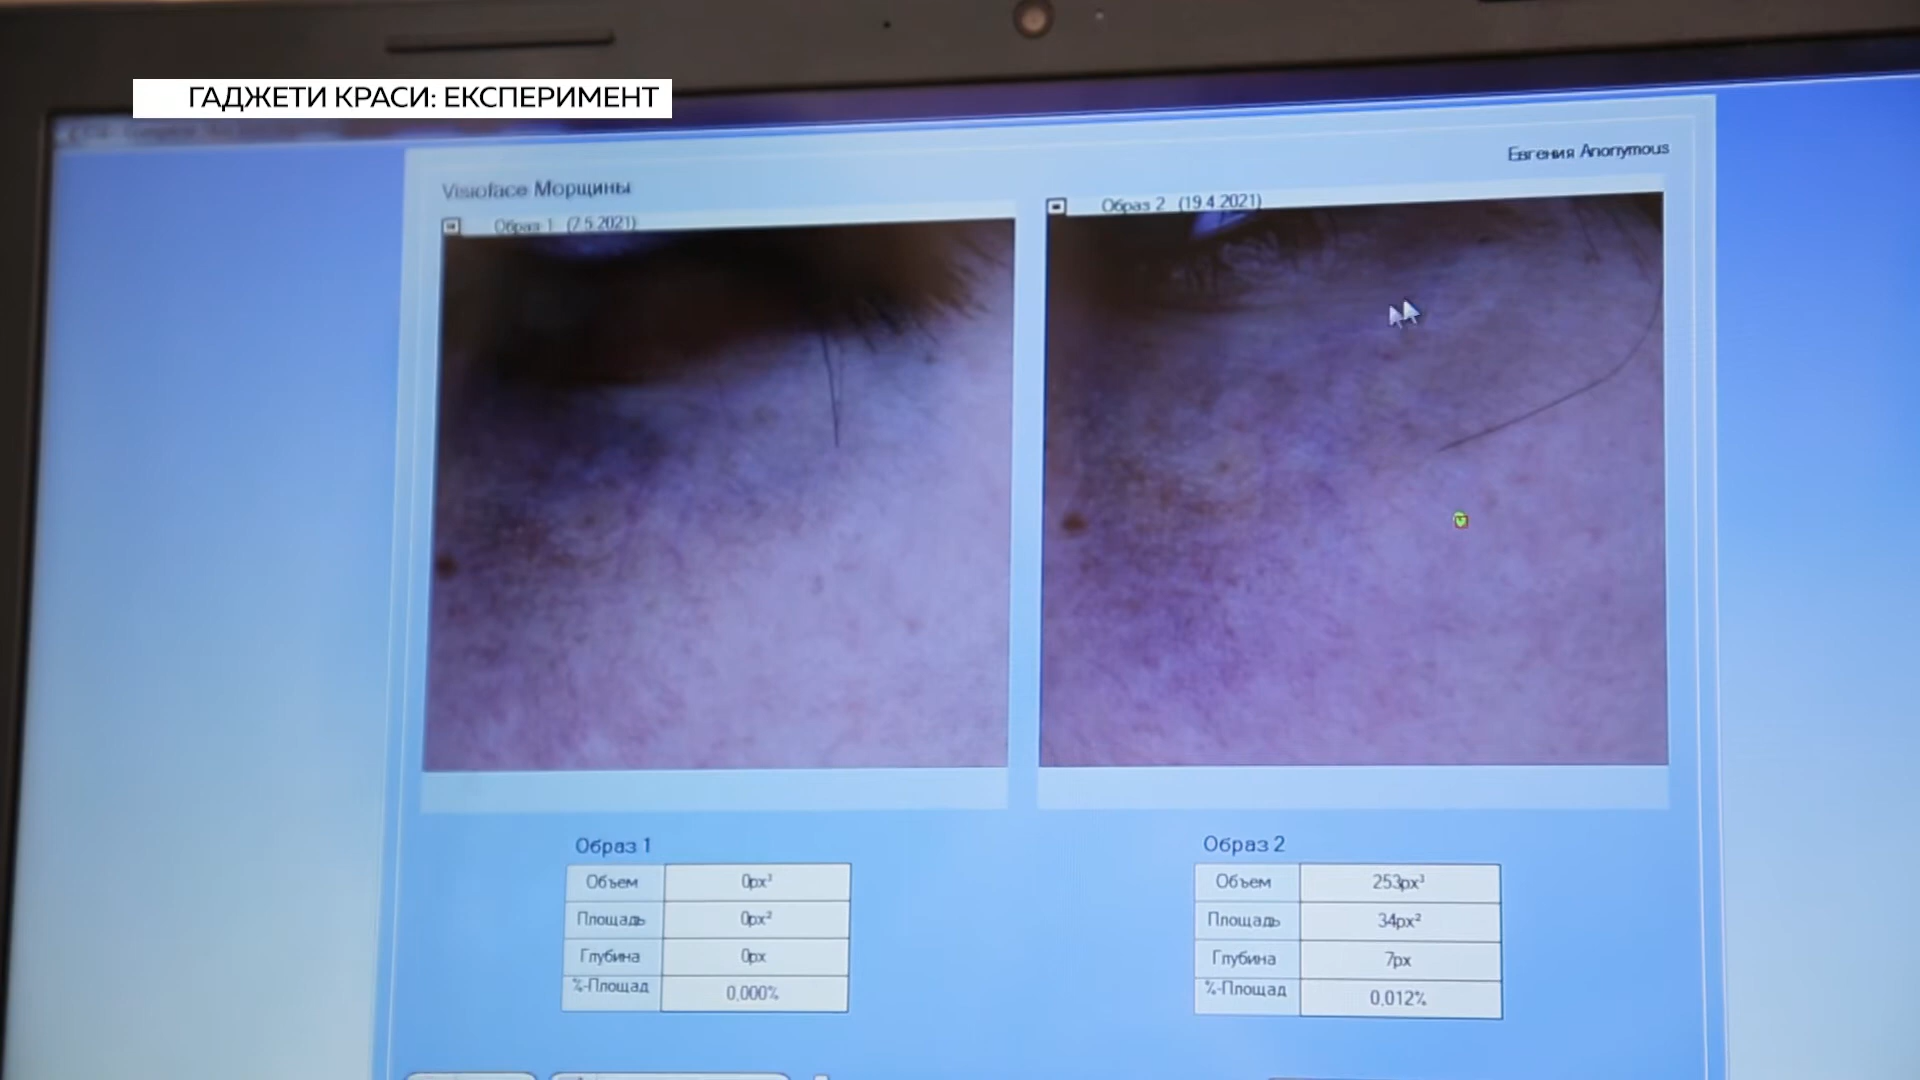 ГАДЖЕТИ КРАСИ: ЕКСПЕРИМЕНТ
Евгения Anonymous
Visioface Морщины
Образ 1 (7.5.2021)
Образ 2 (19.4.2021)
Образ 1
Объем 0px³
Площадь 0px²
Глубина 0px
%-Площад 0,000%
Образ 2
Объем 253px³
Площадь 34px²
Глубина 7px
%-Площад 0,012%